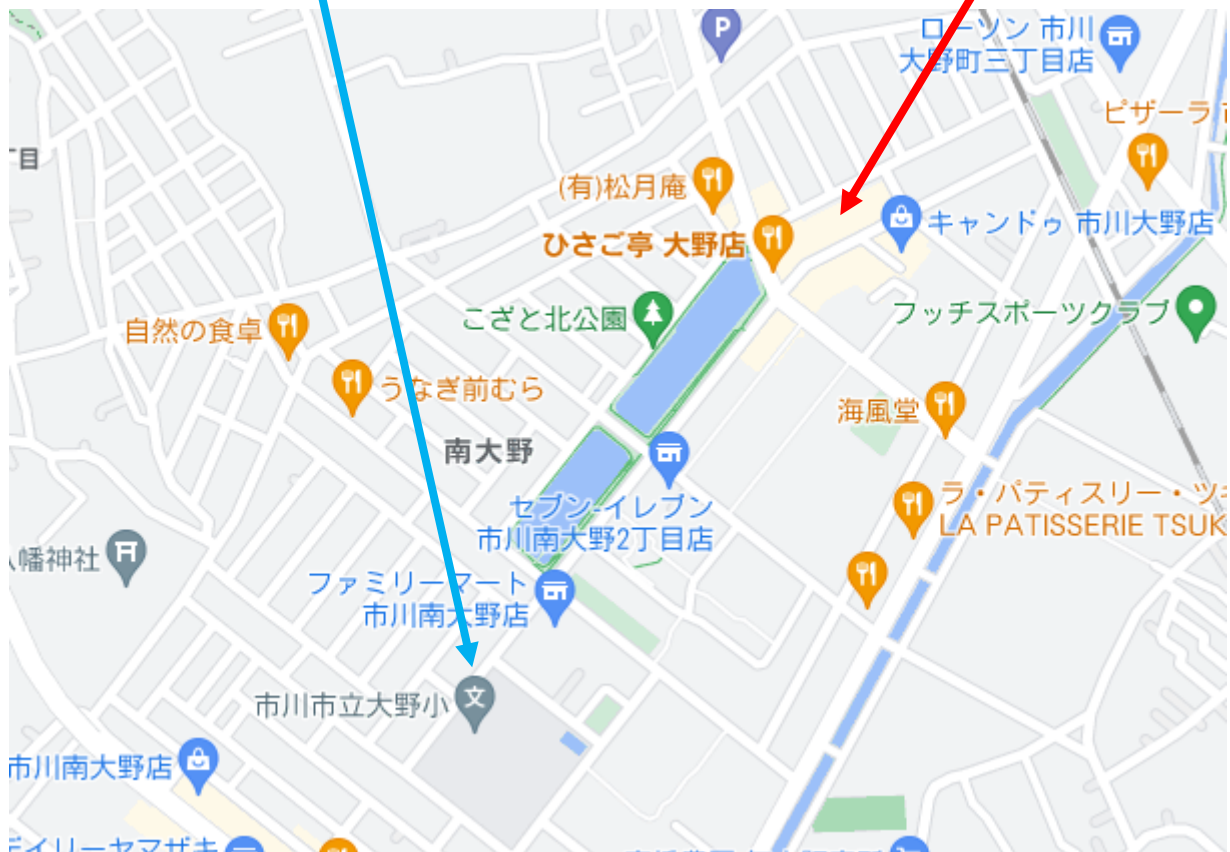 P
ローソン 市川
大野町三丁目店
ピザーラ
丁目
(有)松月庵
キャンドゥ 市川大野店
ひさご亭 大野店
こざと北公園
フッチスポーツクラブ
自然の食卓
うなぎ前むら
海風堂
南大野
セブン-イレブン
市川南大野2丁目店
ラ・パティスリー・ツ
LA PATISSERIE TSUK
幡神社
ファミリーマート
市川南大野店
市川市立大野小
文
市川南大野店
デイリーヤマザキ